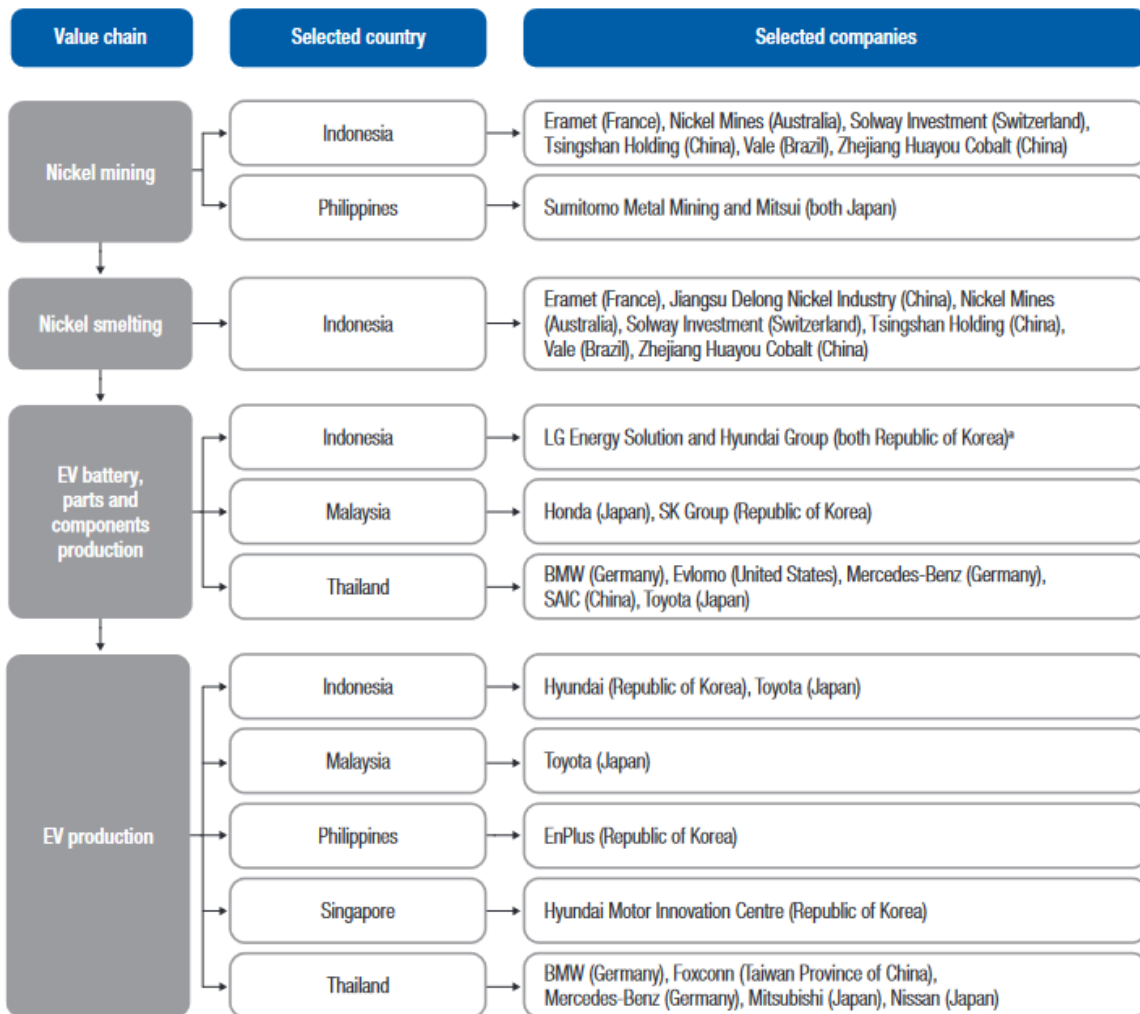 Value chain
Selected country
Selected companies
Nickel mining
Indonesia
Eramet (France), Nickel Mines (Australia), Solway Investment (Switzerland),
Tsingshan Holding (China), Vale (Brazil), Zhejiang Huayou Cobalt (China)
Philippines
Sumitomo Metal Mining and Mitsui (both Japan)
Nickel smelting
Indonesia
Eramet (France), Jiangsu Delong Nickel Industry (China), Nickel Mines
(Australia), Solway Investment (Switzerland), Tsingshan Holding (China),
Vale (Brazil), Zhejiang Huayou Cobalt (China)
EV battery,
parts and
components
production
Indonesia
LG Energy Solution and Hyundai Group (both Republic of Korea)ᵃ
Malaysia
Honda (Japan), SK Group (Republic of Korea)
Thailand
BMW (Germany), Evlomo (United States), Mercedes-Benz (Germany),
SAIC (China), Toyota (Japan)
EV production
Indonesia
Hyundai (Republic of Korea), Toyota (Japan)
Malaysia
Toyota (Japan)
Philippines
EnPlus (Republic of Korea)
Singapore
Hyundai Motor Innovation Centre (Republic of Korea)
Thailand
BMW (Germany), Foxconn (Taiwan Province of China),
Mercedes-Benz (Germany), Mitsubishi (Japan), Nissan (Japan)